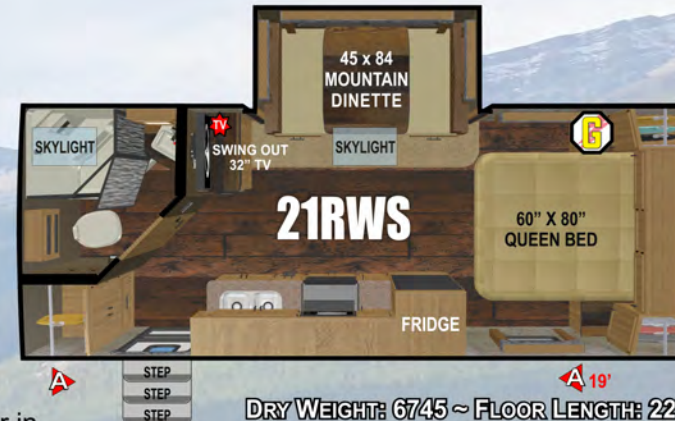 45 x 84
MOUNTAIN
DINETTE
SKYLIGHT
TV
SWING OUT
32" TV
SKYLIGHT
G
21RWS
60" X 80"
QUEEN BED
FRIDGE
A
STEP
STEP
STEP
A 19'
DRY WEIGHT: 6745 ~ FLOOR LENGTH: 22